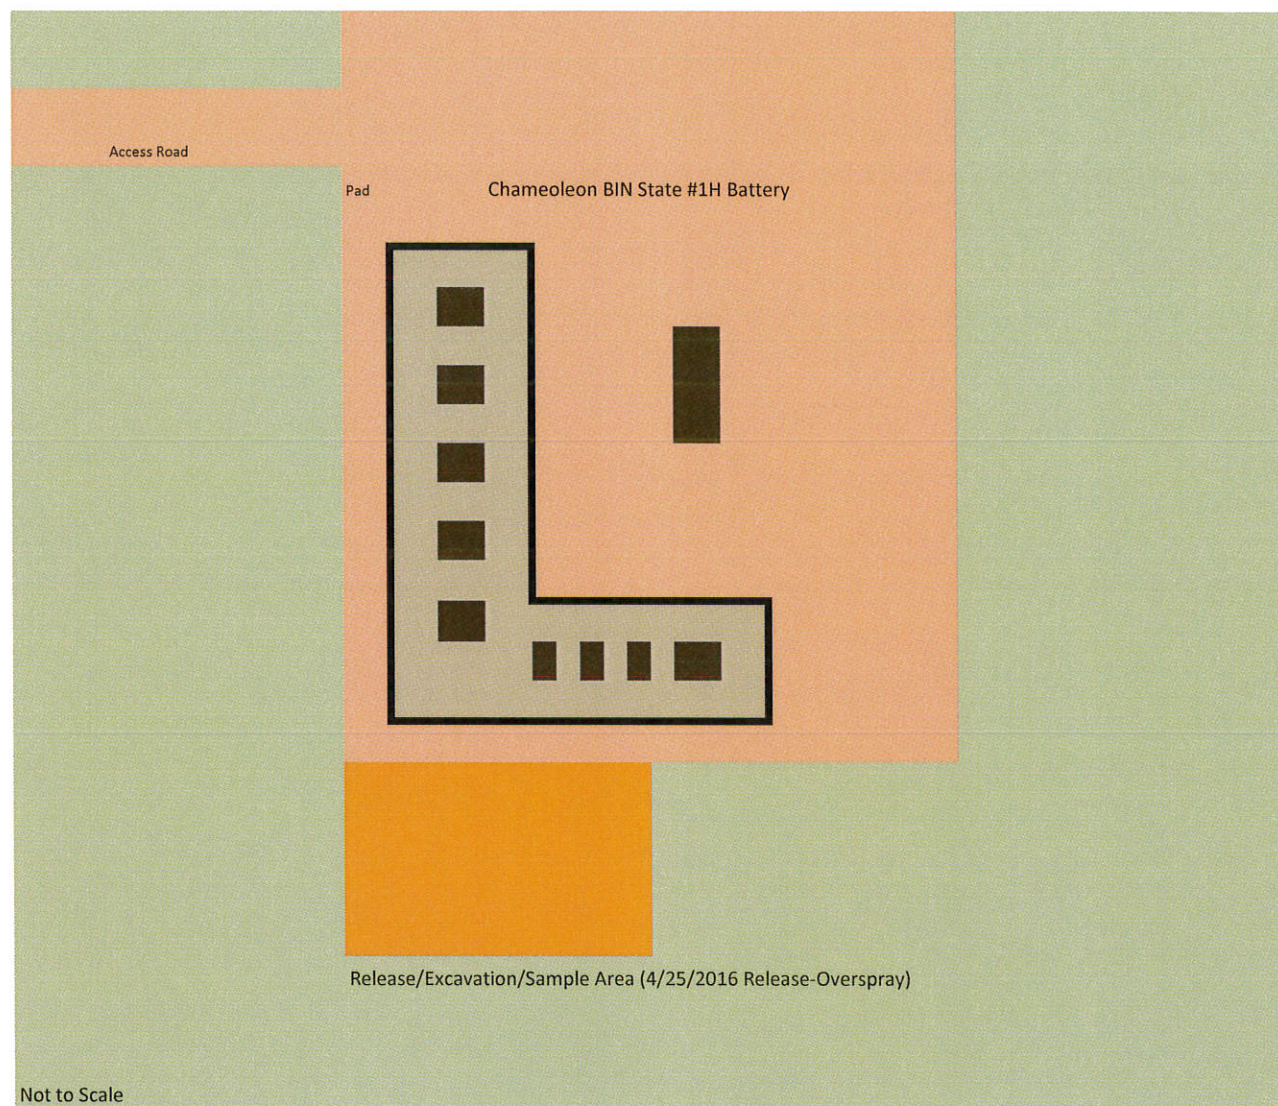 Access Road
Pad
Chameoleon BIN State #1H Battery
Release/Excavation/Sample Area (4/25/2016 Release-Overspray)
Not to Scale